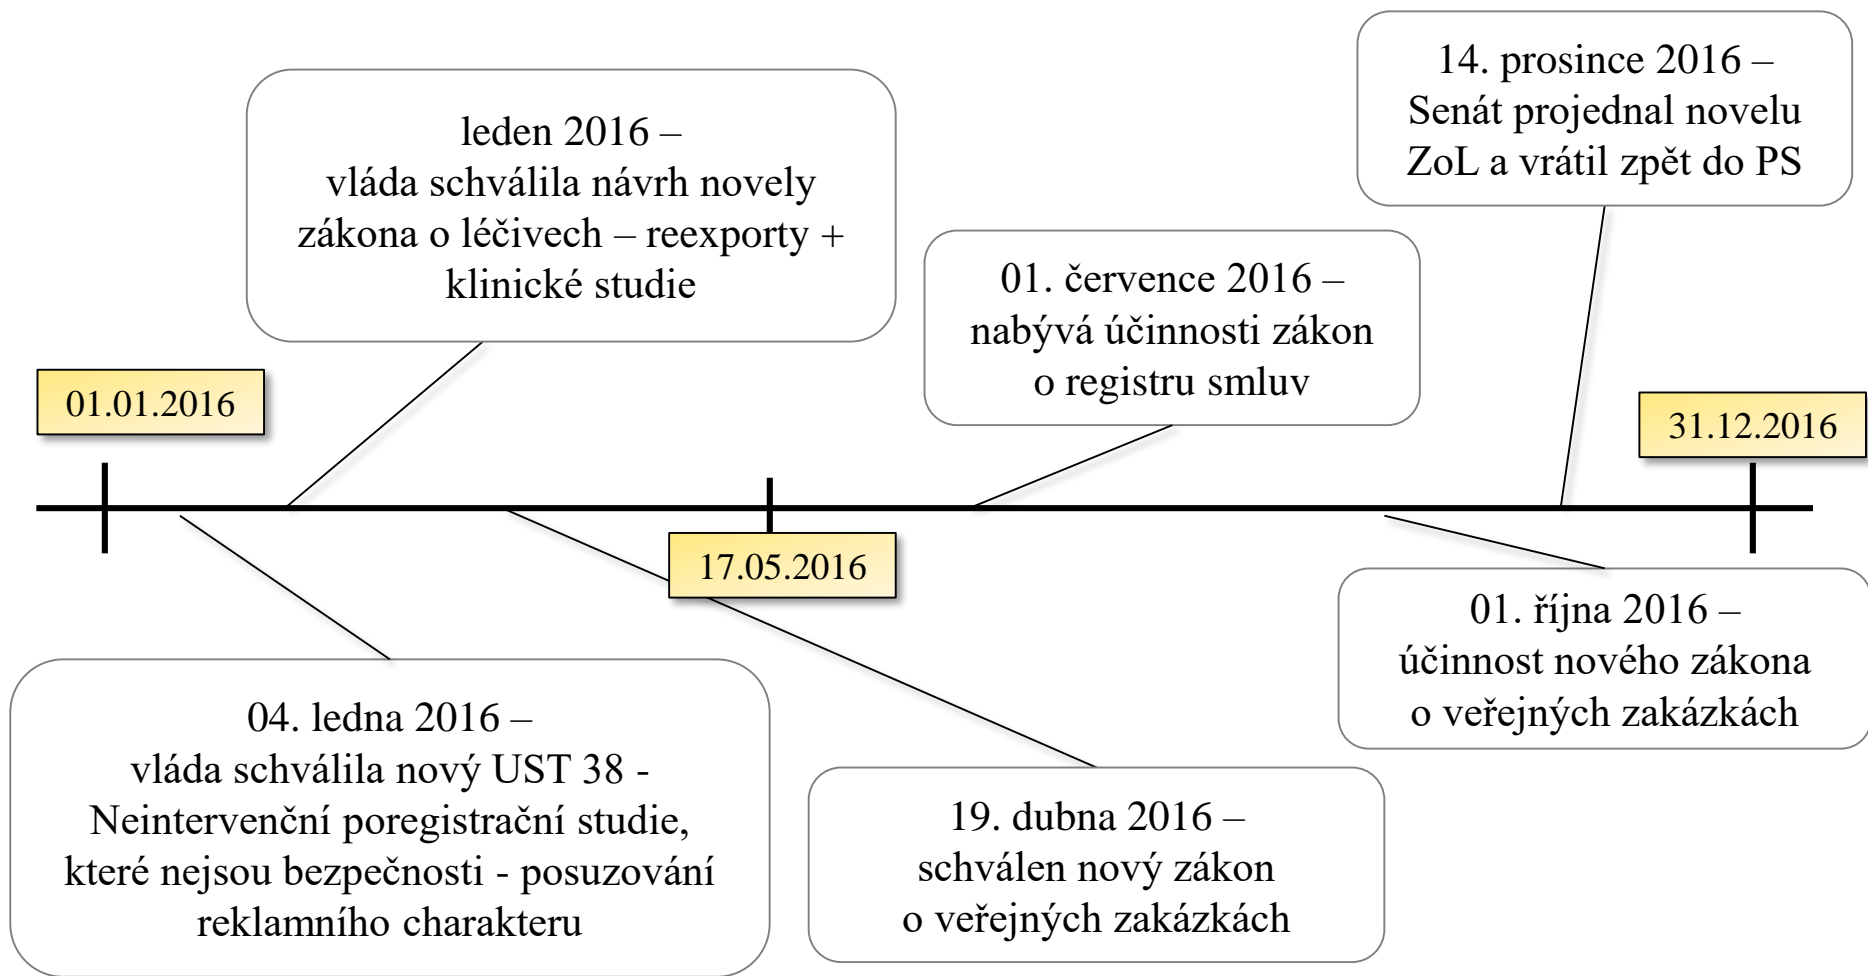 14. prosince 2016 –
Senát projednal novelu
ZoL a vrátil zpět do PS
leden 2016 –
vláda schválila návrh novely
zákona o léčivech – reexporty +
klinické studie
01. července 2016 –
nabývá účinnosti zákon
o registru smluv
01.01.2016
31.12.2016
17.05.2016
01. října 2016 –
účinnost nového zákona
o veřejných zakázkách
04. ledna 2016 –
vláda schválila nový UST 38 -
Neintervenční poregistrační studie,
které nejsou bezpečnosti - posuzování
reklamního charakteru
19. dubna 2016 –
schválen nový zákon
o veřejných zakázkách